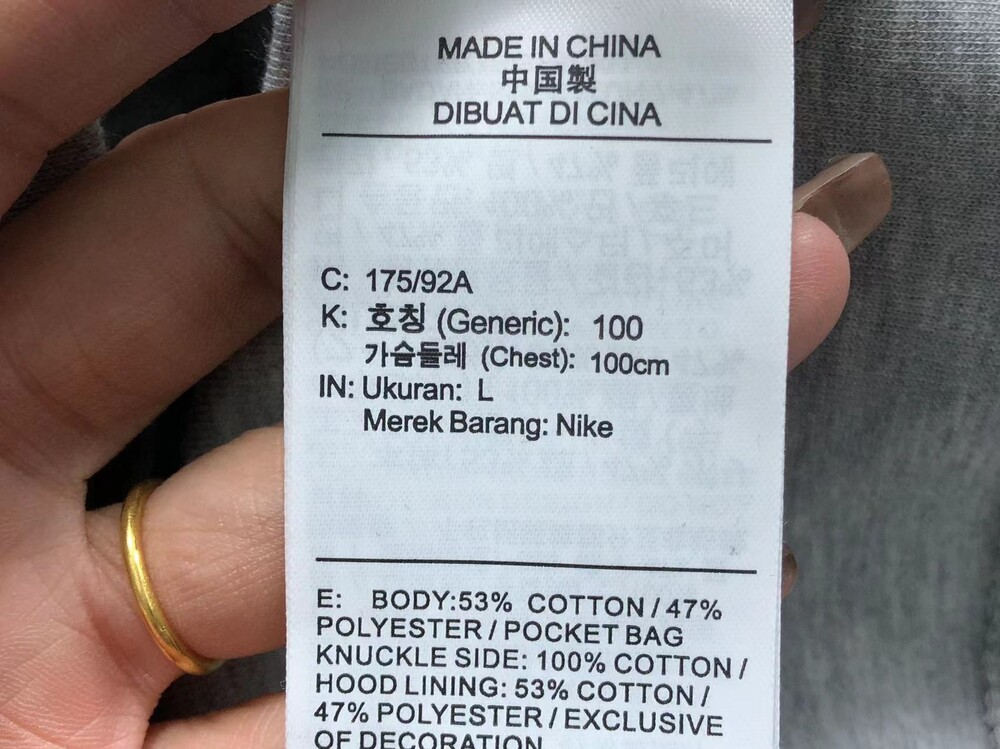 MADE IN CHINA
中国製
DIBUAT DI CINA
C: 175/92A
K: 호칭 (Generic): 100
가슴둘레 (Chest): 100cm
IN: Ukuran: L
Merek Barang: Nike
E: BODY:53% COTTON / 47%
POLYESTER / POCKET BAG
KNUCKLE SIDE: 100% COTTON /
HOOD LINING: 53% COTTON /
47% POLYESTER / EXCLUSIVE
OF DECORATION